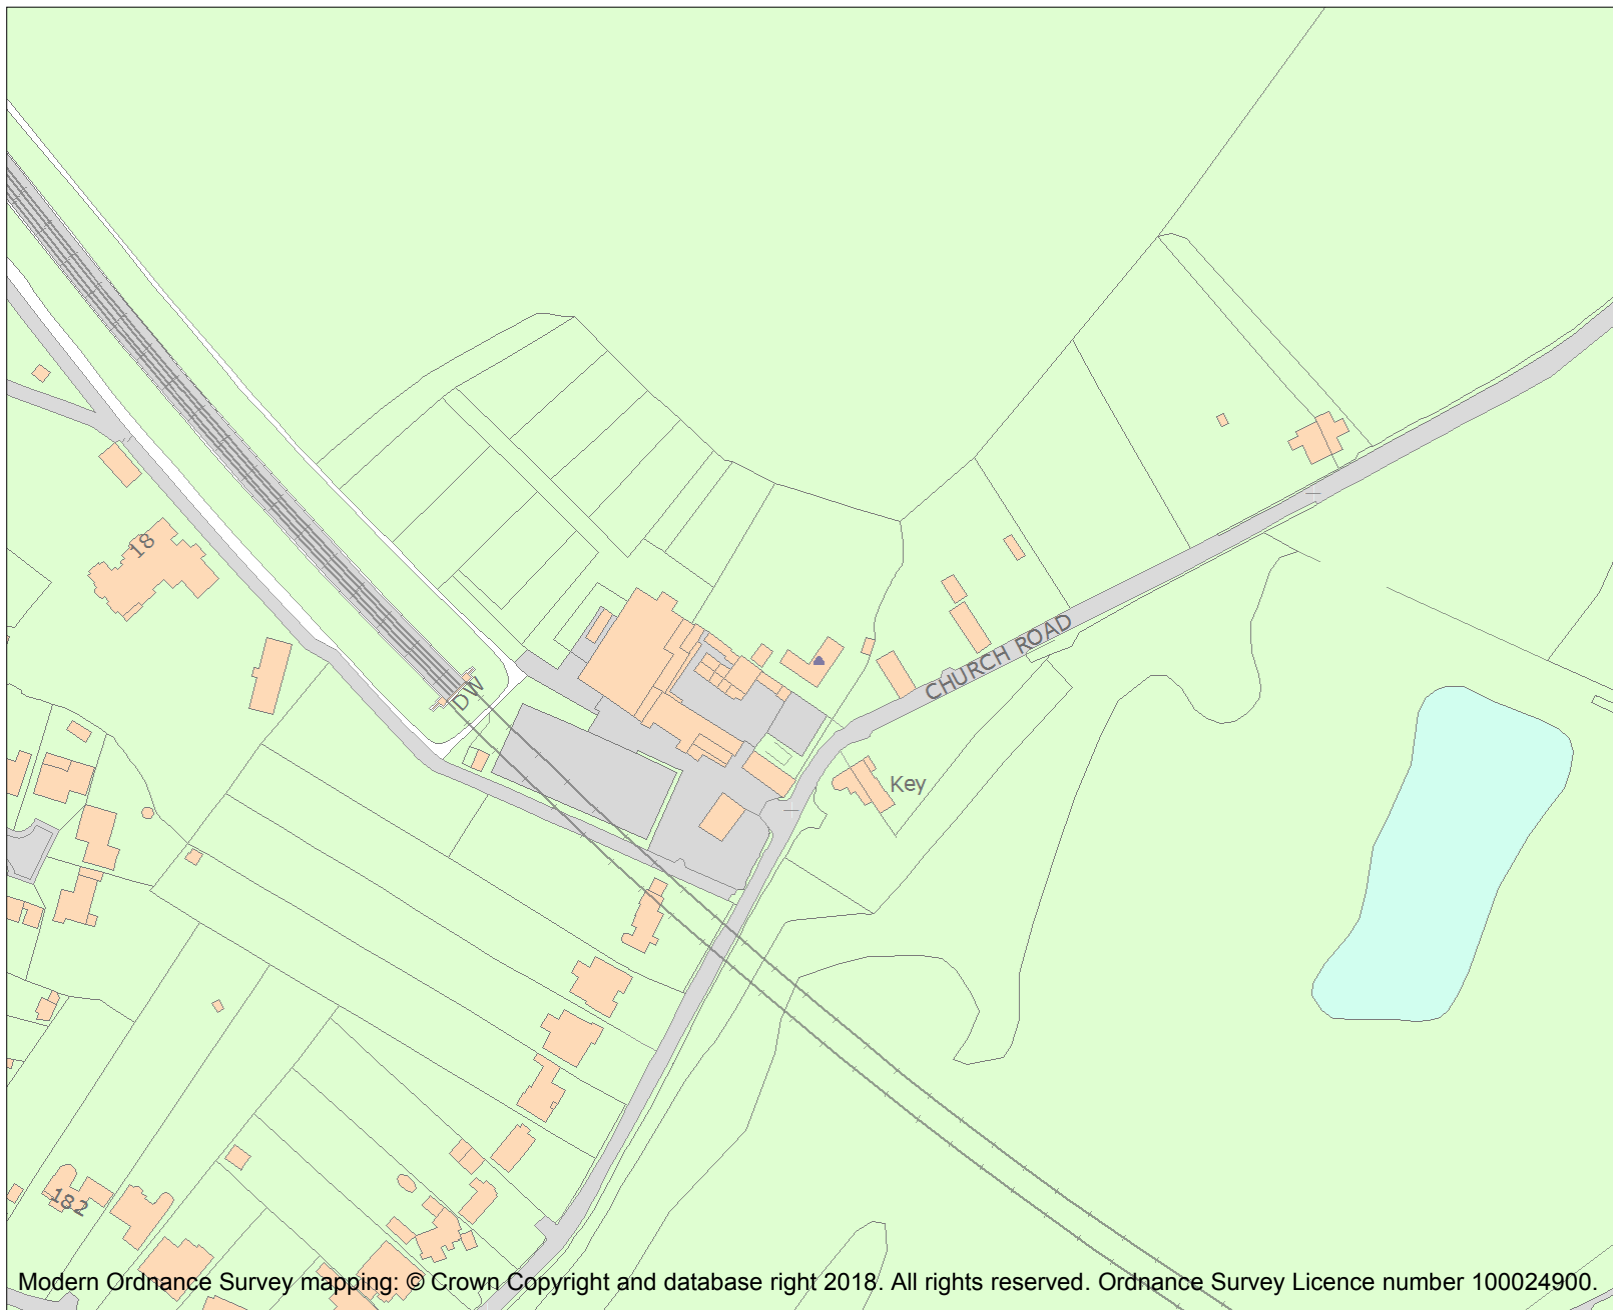 18
DW
CHURCH ROAD
Key
182
Modern Ordnance Survey mapping: © Crown Copyright and database right 2018. All rights reserved. Ordnance Survey Licence number 100024900.